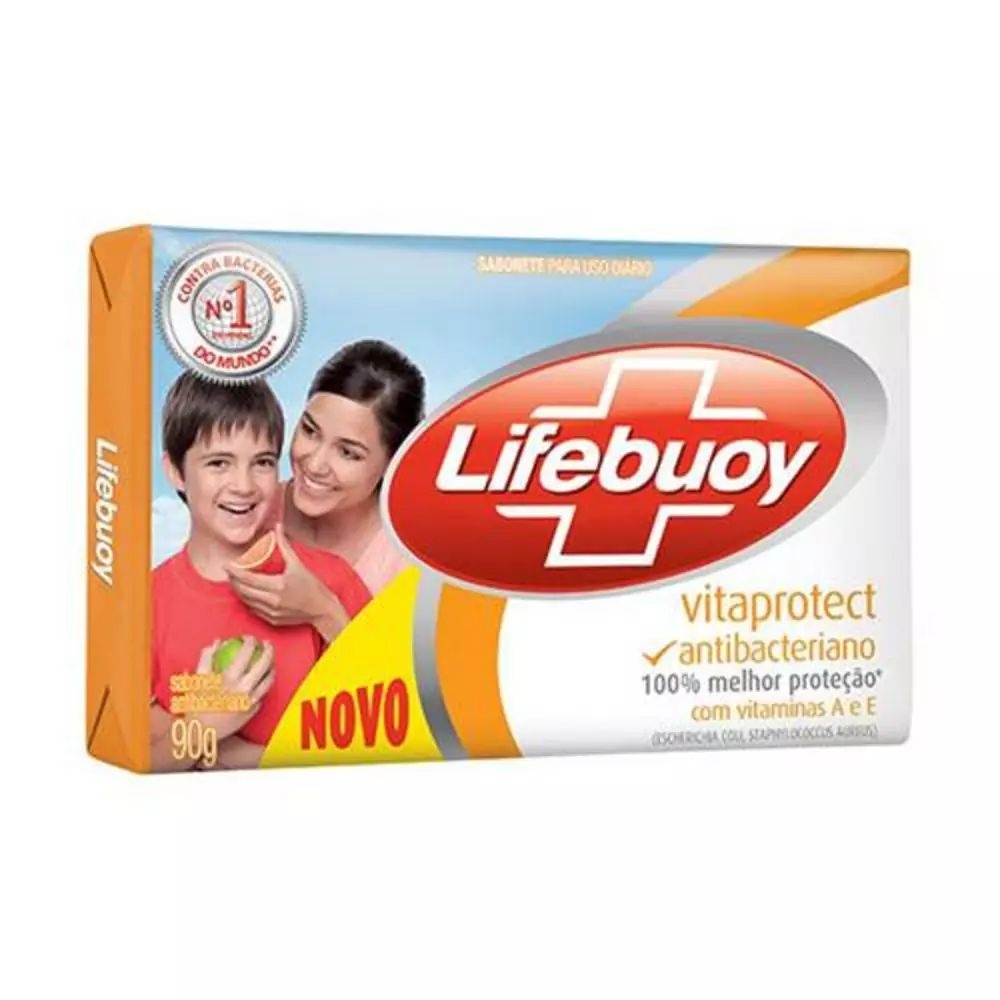 CONTRA BACTÉRIAS
Nº1
DO MUNDO**
SABONETE PARA USO DIÁRIO
Lifebuoy
Lifebuoy
vitaprotect
antibacteriano
100% melhor proteção*
com vitaminas A e E
(ESCHERICHIA COLI, STAPHYLOCOCCUS AUREUS)
sabonete
antibacteriano
90g
NOVO